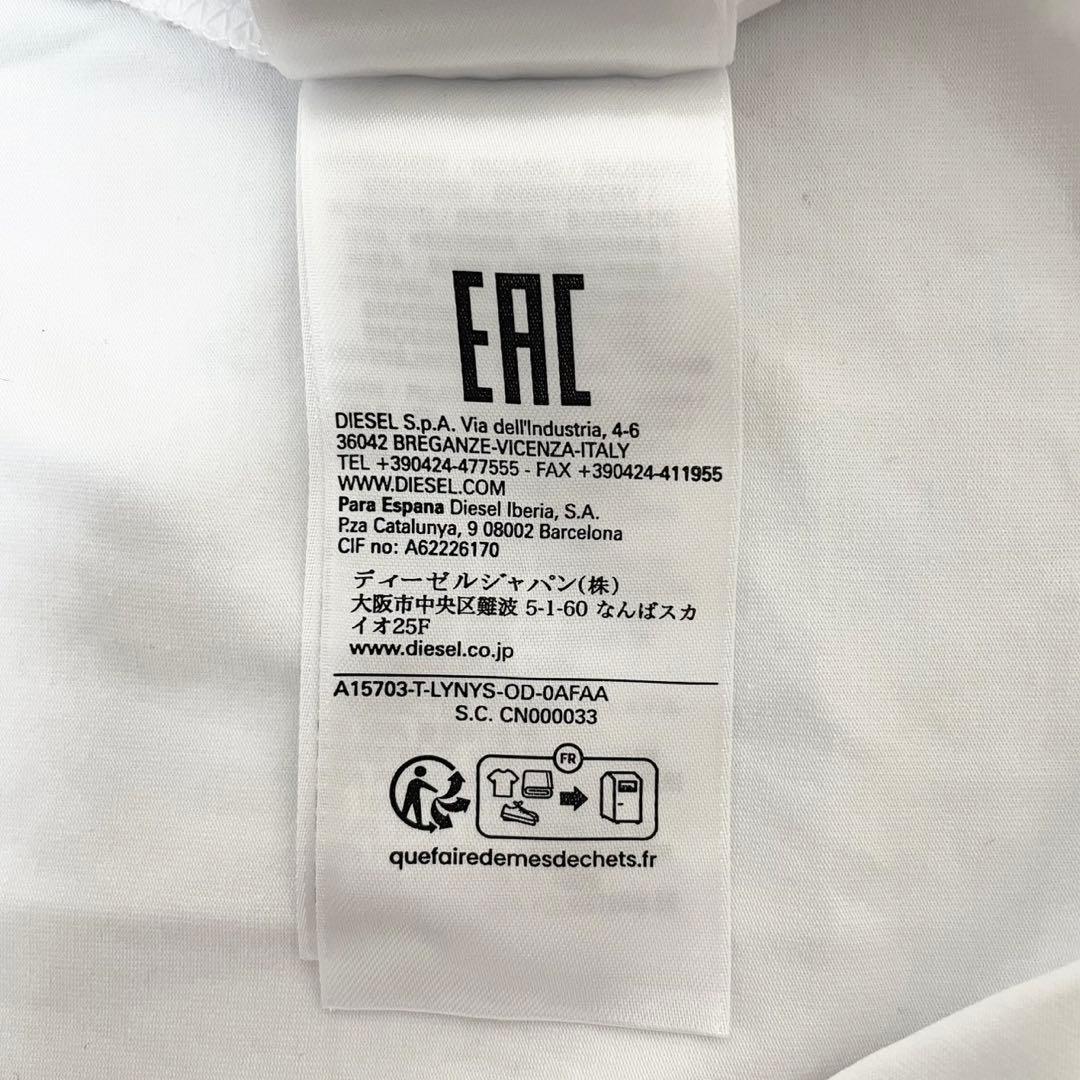 EAC
DIESEL S.p.A. Via dell'Industria, 4-6
36042 BREGANZE-VICENZA-ITALY
TEL +390424-477555 - FAX +390424-411955
WWW.DIESEL.COM
Para Espana Diesel Iberia, S.A.
P.za Catalunya, 9 08002 Barcelona
CIF no: A62226170
ディーゼルジャパン(株)
大阪市中央区難波 5-1-60 なんばスカ
イオ25F
www.diesel.co.jp
A15703-T-LYNYS-OD-0AFAA
S.C. CN000033
FR
quefairedemesdechets.fr